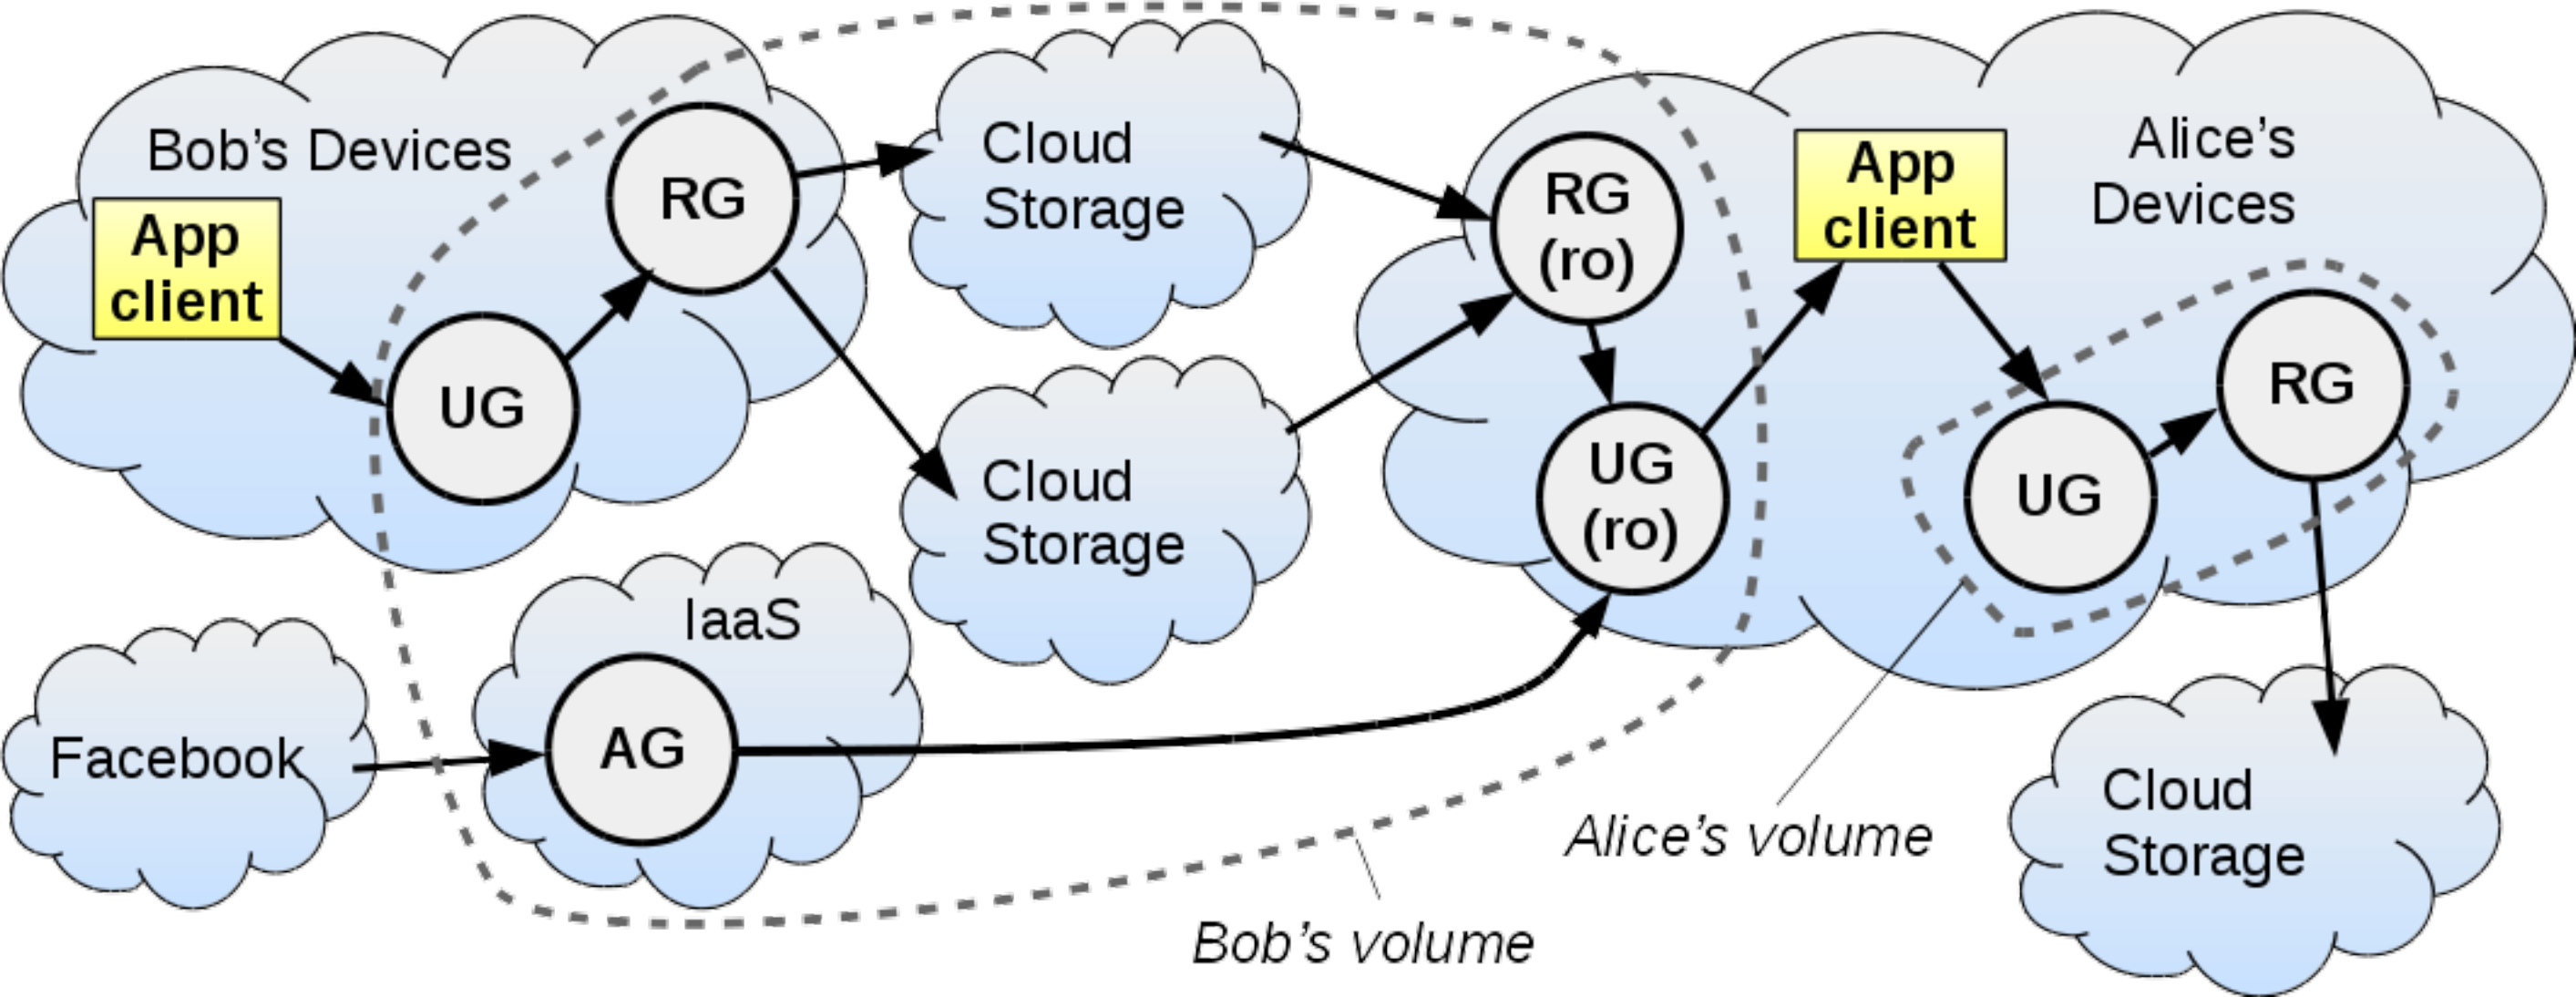 Bob's Devices
App
client
UG
RG
Cloud
Storage
Cloud
Storage
Facebook
IaaS
AG
RG
(ro)
UG
(ro)
App
client
Alice's
Devices
UG
RG
Cloud
Storage
Alice's volume
Bob's volume